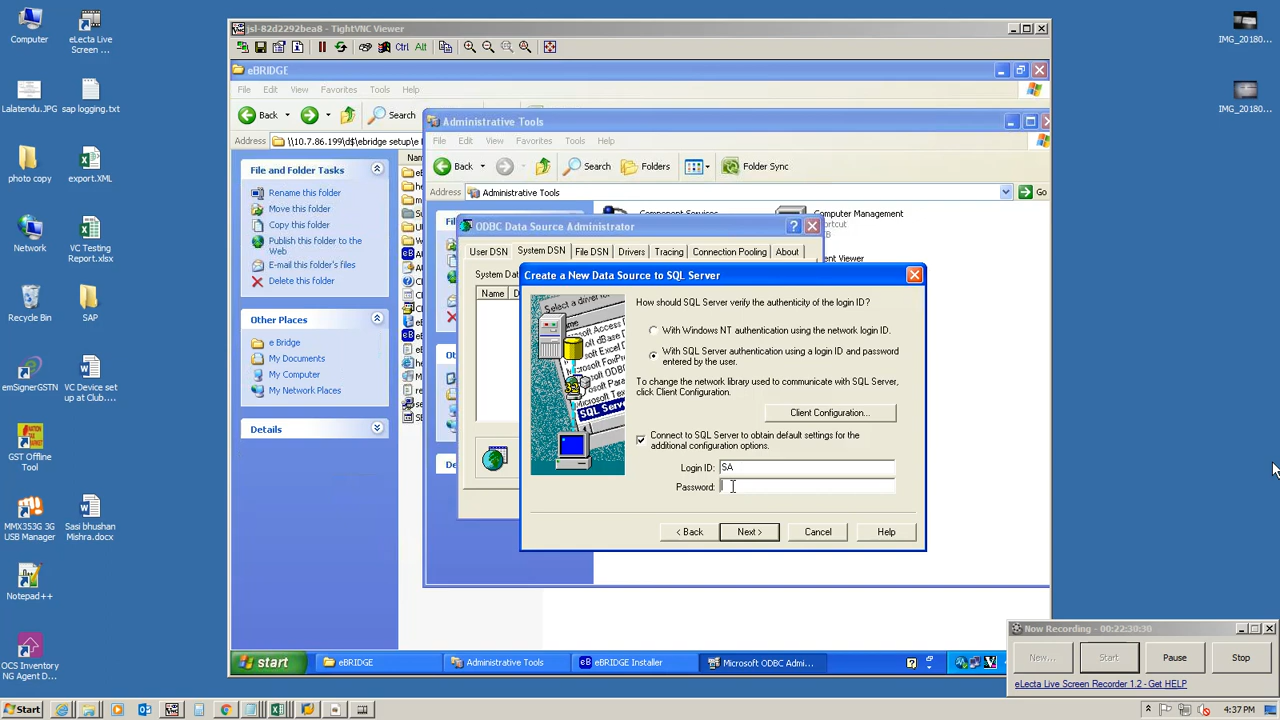 jsl-82d2292bea8 - TightVNC Viewer
Ctrl Alt
eBRIDGE
File Edit View Favorites Tools Help
Back Search
Address \\10.7.86.199\d$\ebridge setup\e
File and Folder Tasks
Rename this folder
Move this folder
Copy this folder
Publish this folder to the
Web
E-mail this folder's files
Delete this folder
Other Places
e Bridge
My Documents
My Computer
My Network Places
Details
Administrative Tools
File Edit View Favorites Tools Help
Back Search Folders Folder Sync
Address Administrative Tools Go
Component Services
Computer Management
ODBC Data Source Administrator
User DSN System DSN File DSN Drivers Tracing Connection Pooling About
Name
Create a New Data Source to SQL Server
How should SQL Server verify the authenticity of the login ID?
With Windows NT authentication using the network login ID.
With SQL Server authentication using a login ID and password
entered by the user.
To change the network library used to communicate with SQL Server,
click Client Configuration.
Client Configuration...
Connect to SQL Server to obtain default settings for the
additional configuration options.
Login ID: SA
Password:
< Back Next > Cancel Help
start eBRIDGE Administrative Tools eBRIDGE Installer Microsoft ODBC Admi...
Computer
eLecta Live
Screen ...
Lalatendu.JPG
sap logging.txt
photo copy
export.XML
Network
VC Testing
Report.xlsx
Recycle Bin
SAP
emSignerGSTN
VC Device set
up at Club....
GST Offline
Tool
MMX353G 3G
USB Manager
Sasi bhushan
Mishra.docx
Notepad++
OCS Inventory
NG Agent D...
IMG_20180...
IMG_20180...
Now Recording - 00:22:30:30
New... Start Pause Stop
eLecta Live Screen Recorder 1.2 - Get HELP
Start 4:37 PM